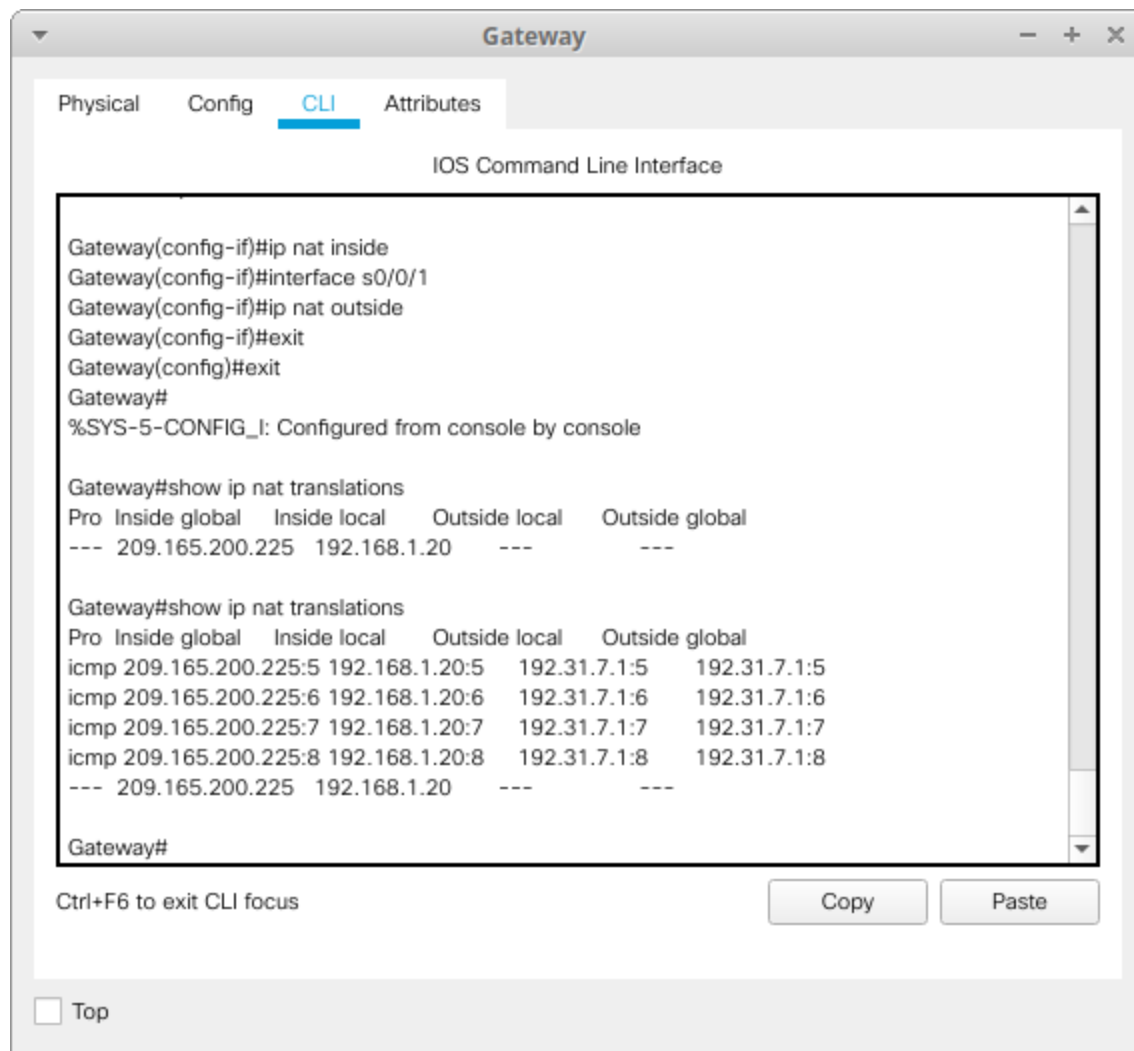 Gateway
Physical Config CLI Attributes
IOS Command Line Interface
Gateway(config-if)#ip nat inside
Gateway(config-if)#interface s0/0/1
Gateway(config-if)#ip nat outside
Gateway(config-if)#exit
Gateway(config)#exit
Gateway#
%SYS-5-CONFIG_I: Configured from console by console
Gateway#show ip nat translations
Pro Inside global Inside local Outside local Outside global
--- 209.165.200.225 192.168.1.20 --- ---
Gateway#show ip nat translations
Pro Inside global Inside local Outside local Outside global
icmp 209.165.200.225:5 192.168.1.20:5 192.31.7.1:5 192.31.7.1:5
icmp 209.165.200.225:6 192.168.1.20:6 192.31.7.1:6 192.31.7.1:6
icmp 209.165.200.225:7 192.168.1.20:7 192.31.7.1:7 192.31.7.1:7
icmp 209.165.200.225:8 192.168.1.20:8 192.31.7.1:8 192.31.7.1:8
--- 209.165.200.225 192.168.1.20 --- ---
Gateway#
Ctrl+F6 to exit CLI focus Copy Paste
Top